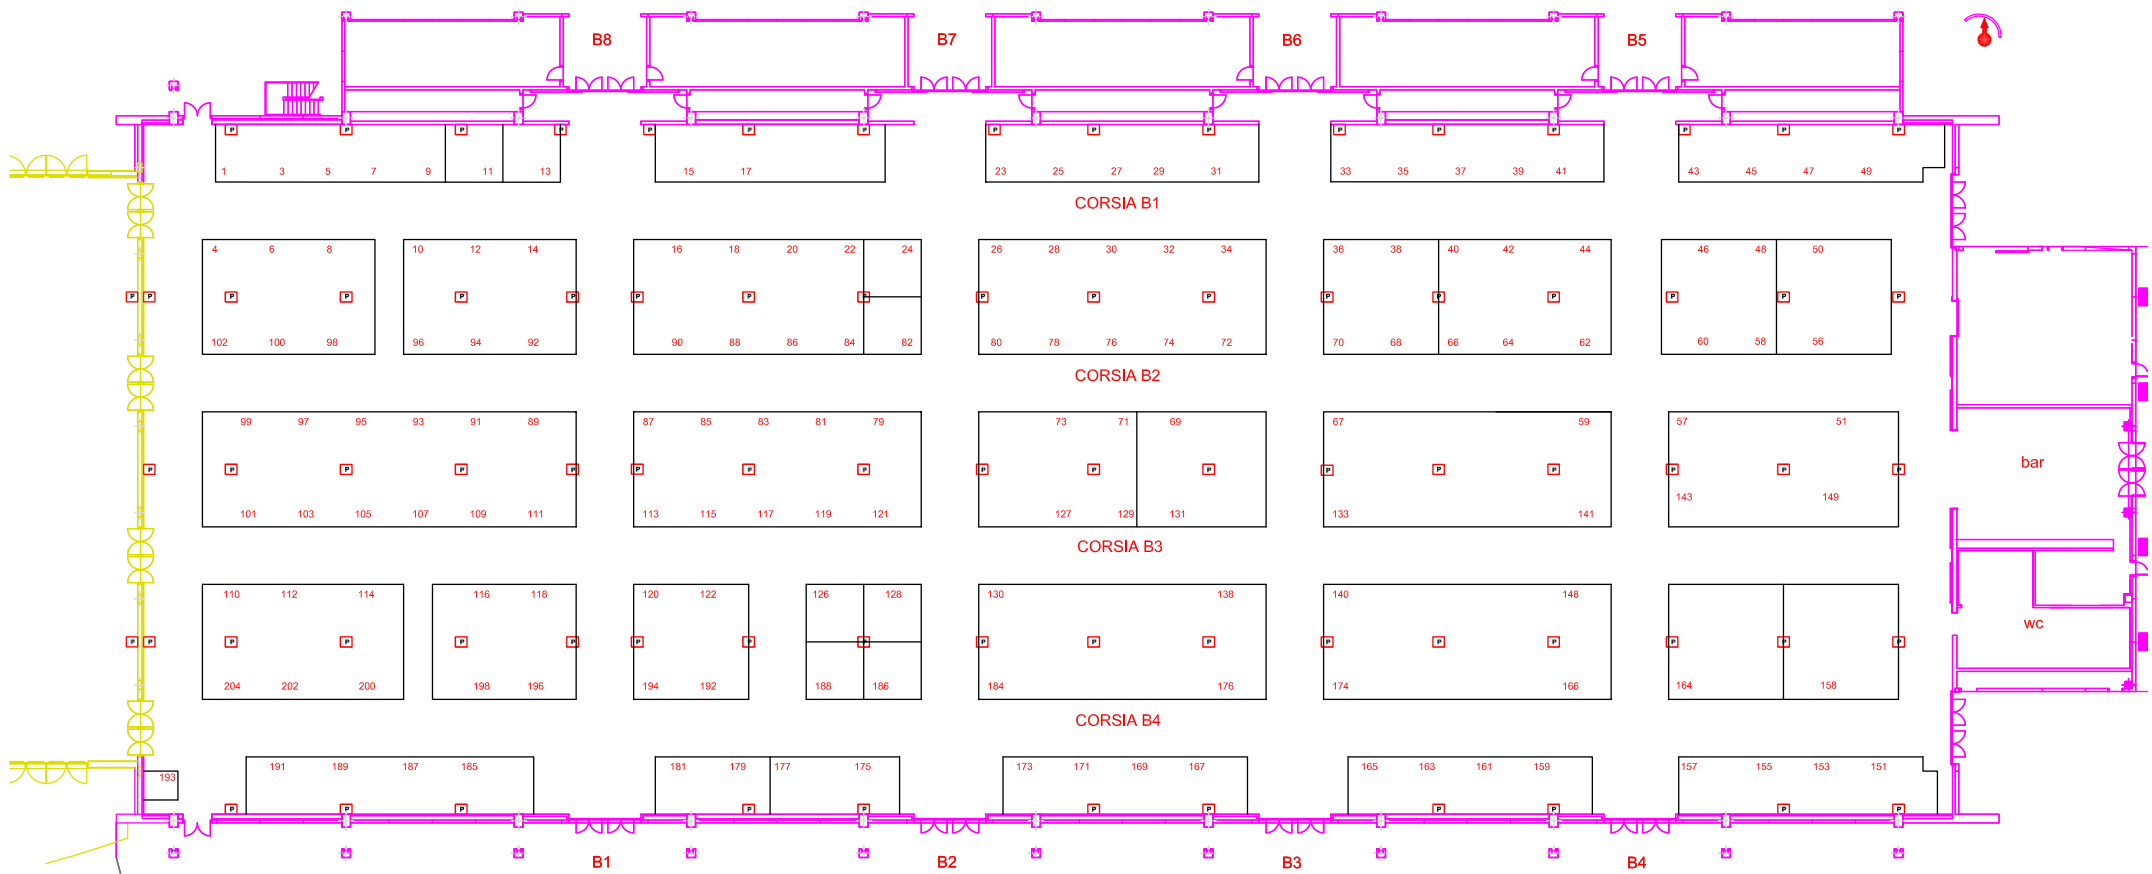 B8 B7 B6 B5
P P P P P P P P P P P P P P P P
1 3 5 7 9 11 13 15 17 23 25 27 29 31 33 35 37 39 41 43 45 47 49
CORSIA B1
4 6 8 10 12 14 16 18 20 22 24 26 28 30 32 34 36 38 40 42 44 46 48 50
P P P P P P P P P P P P P P P P P P
102 100 98 96 94 92 90 88 86 84 82 80 78 76 74 72 70 68 66 64 62 60 58 56
CORSIA B2
99 97 95 93 91 89 87 85 83 81 79 73 71 69 67 59 57 51
P P P P P P P P P P P P P P P P P
bar
143 149
101 103 105 107 109 111 113 115 117 119 121 127 129 131 133 141
CORSIA B3
110 112 114 116 118 120 122 126 128 130 138 140 148
wc
P P P P P P P P P P P P P P P P P P
204 202 200 198 196 194 192 188 186 184 176 174 166 164 158
CORSIA B4
193 191 189 187 185 181 179 177 175 173 171 169 167 165 163 161 159 157 155 153 151
P P P P P P P P P P P
B1 B2 B3 B4